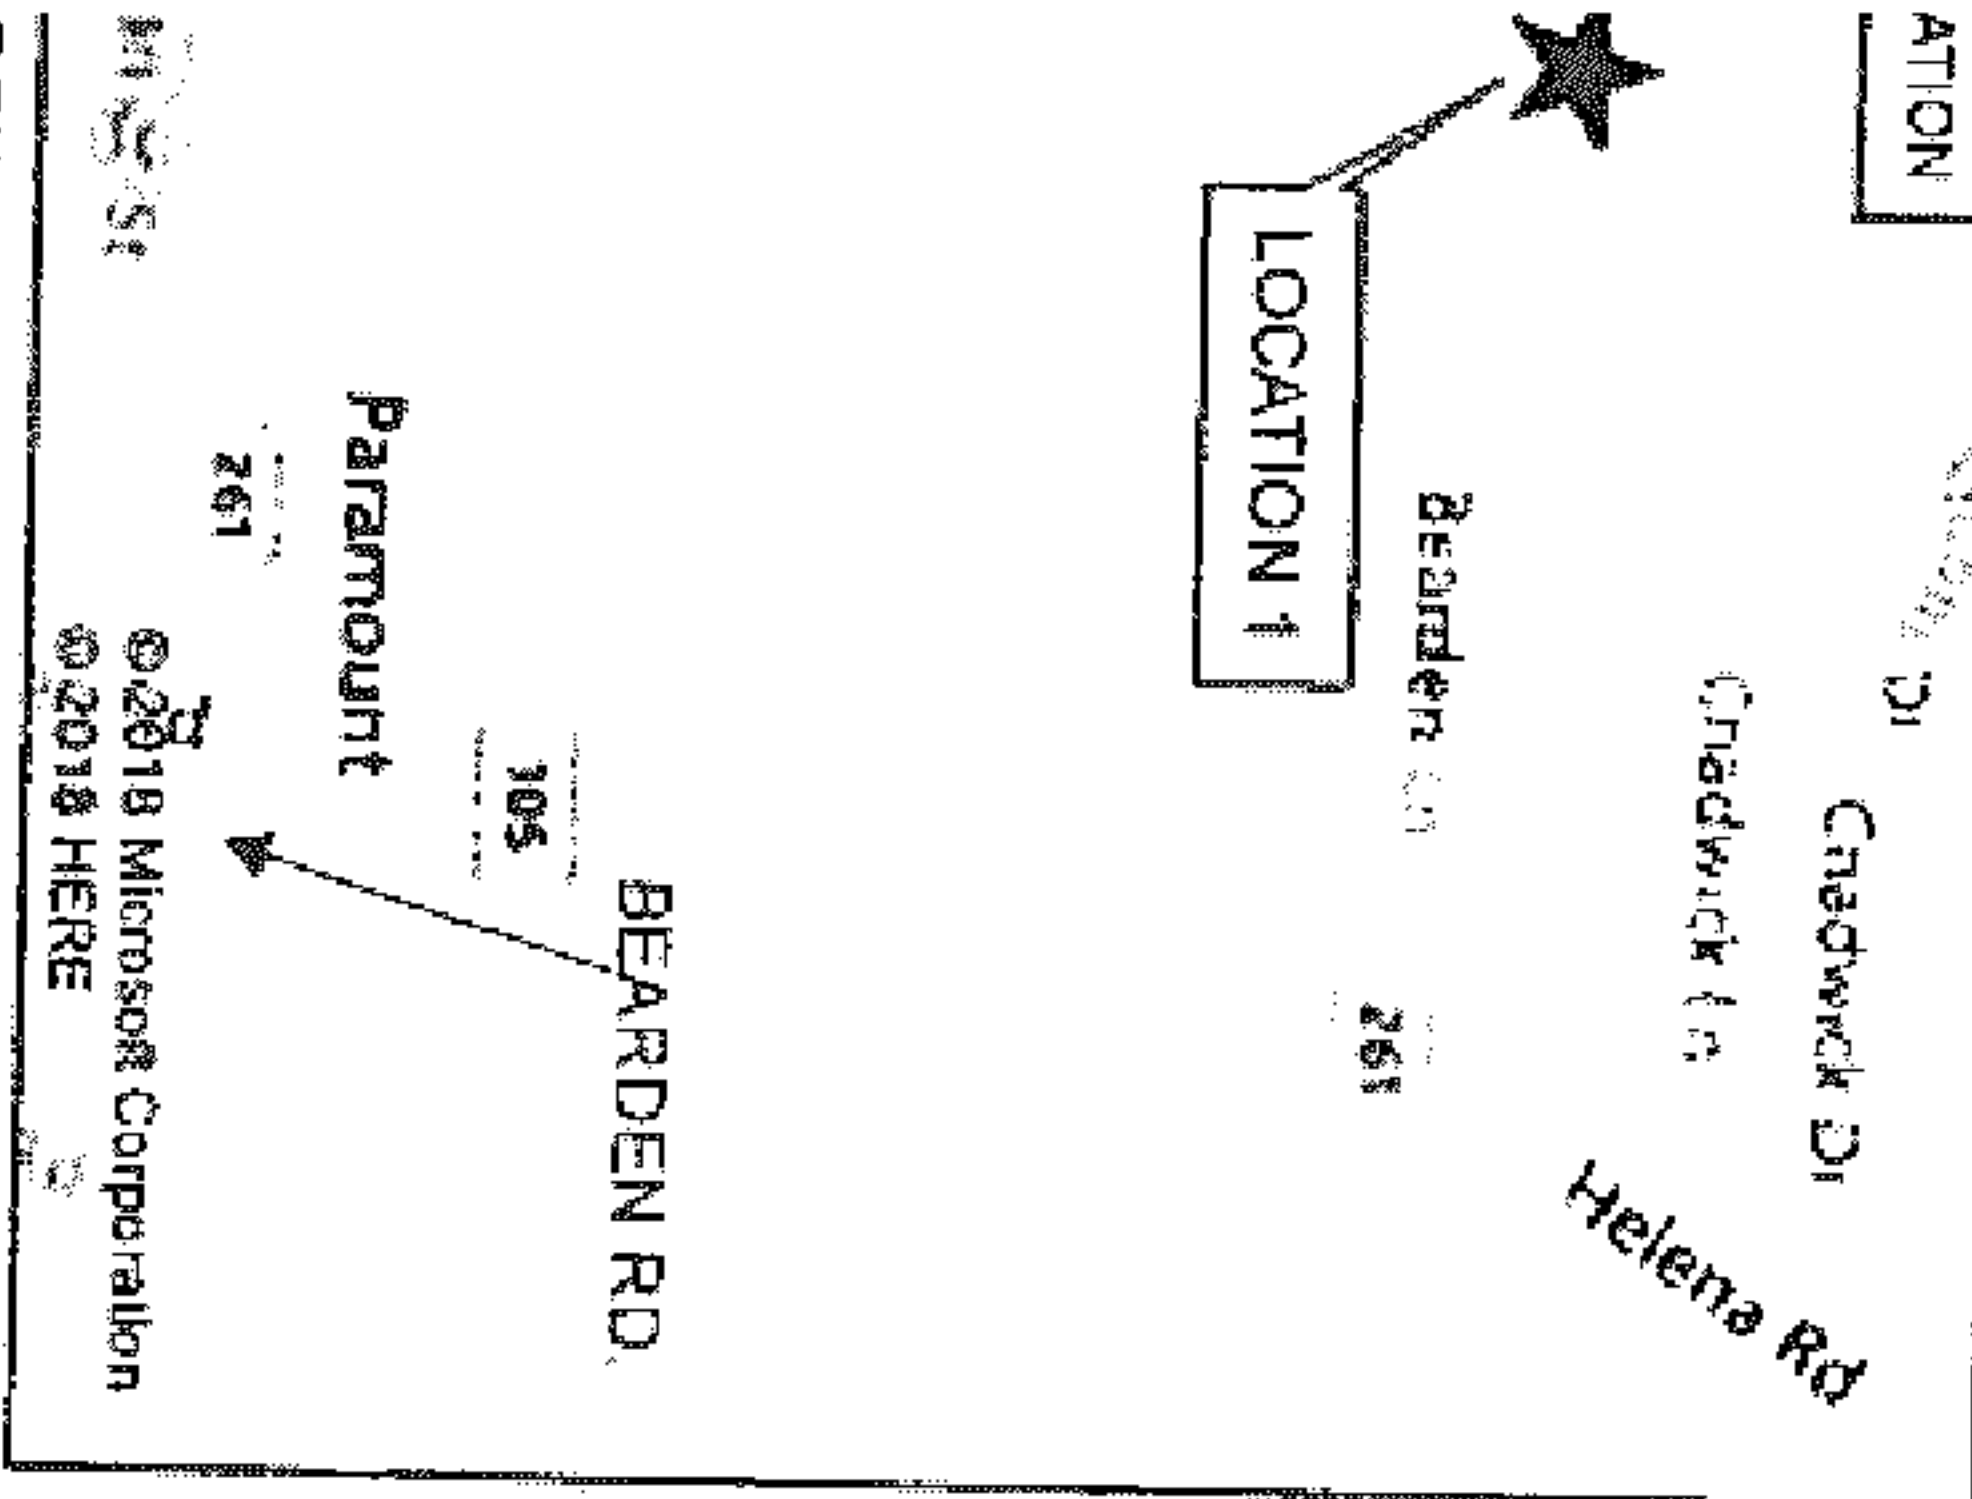 ATION
Dr
Chadwick Dr
Chadwick
Helena Rd
Bearden
261
LOCATION 1
BEARDEN RD.
105
Paramount
261
© 2018 Microsoft Corporation
© 2018 HERE